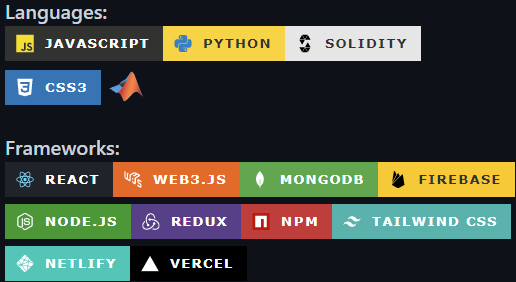 Languages:
JS JAVASCRIPT PYTHON SOLIDITY
3 CSS3
Frameworks:
REACT WEB3.JS MONGODB FIREBASE
NODE.JS REDUX NPM TAILWIND CSS
NETLIFY VERCEL